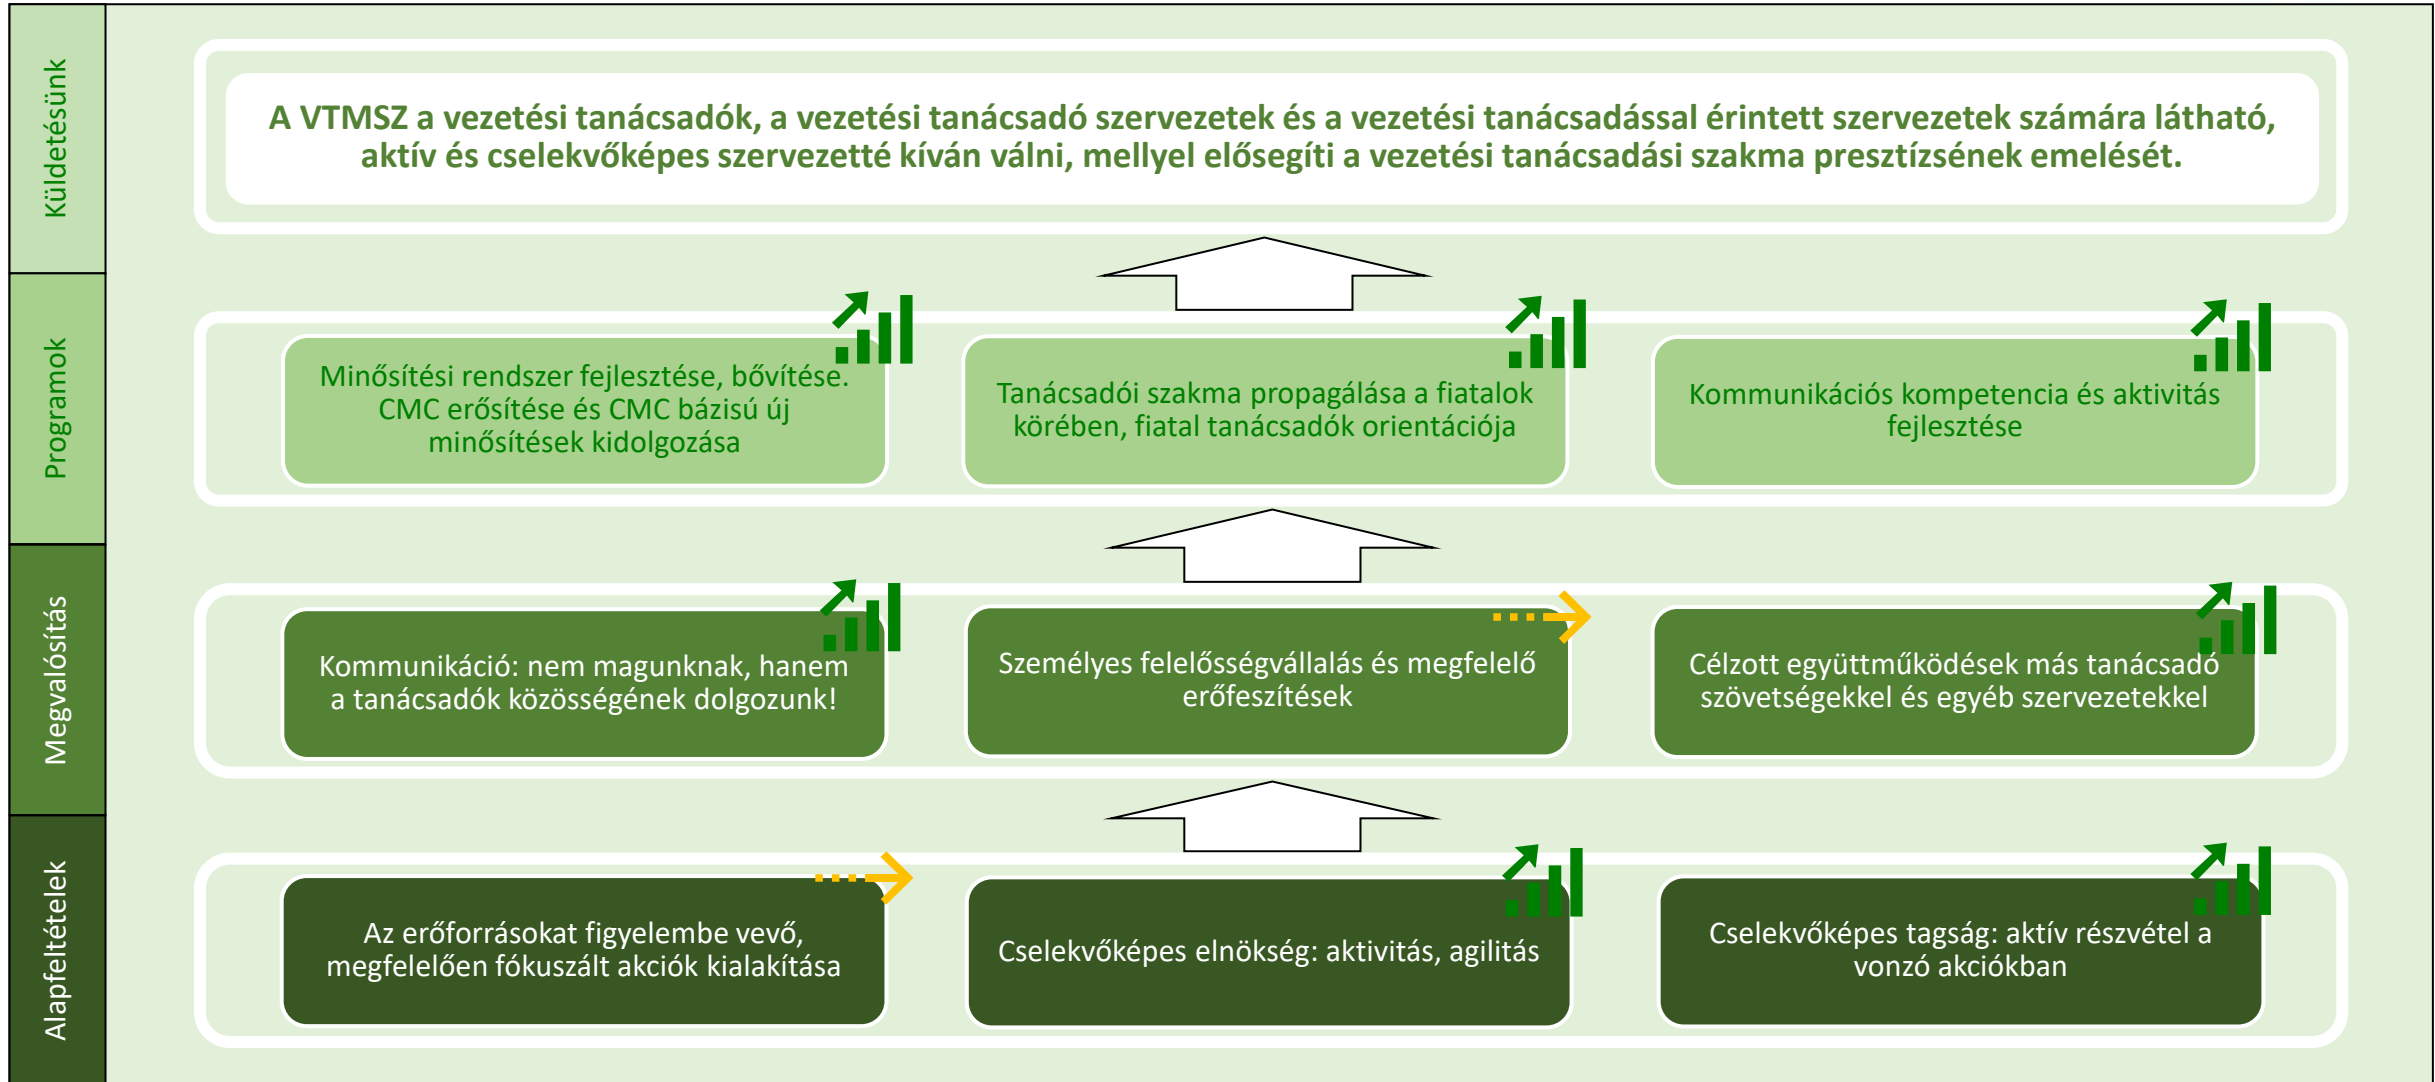 Küldetésünk
A VTMSZ a vezetési tanácsadók, a vezetési tanácsadó szervezetek és a vezetési tanácsadással érintett szervezetek számára látható,
aktív és cselekvőképes szervezetté kíván válni, mellyel elősegíti a vezetési tanácsadási szakma presztízsének emelését.
Programok
Minősítési rendszer fejlesztése, bővítése.
CMC erősítése és CMC bázisú új
minősítések kidolgozása
Tanácsadói szakma propagálása a fiatalok
körében, fiatal tanácsadók orientációja
Kommunikációs kompetencia és aktivitás
fejlesztése
Megvalósítás
Kommunikáció: nem magunknak, hanem
a tanácsadók közösségének dolgozunk!
Személyes felelősségvállalás és megfelelő
erőfeszítések
Célzott együttműködések más tanácsadó
szövetségekkel és egyéb szervezetekkel
Alapfeltételek
Az erőforrásokat figyelembe vevő,
megfelelően fókuszált akciók kialakítása
Cselekvőképes elnökség: aktivitás, agilitás
Cselekvőképes tagság: aktív részvétel a
vonzó akciókban